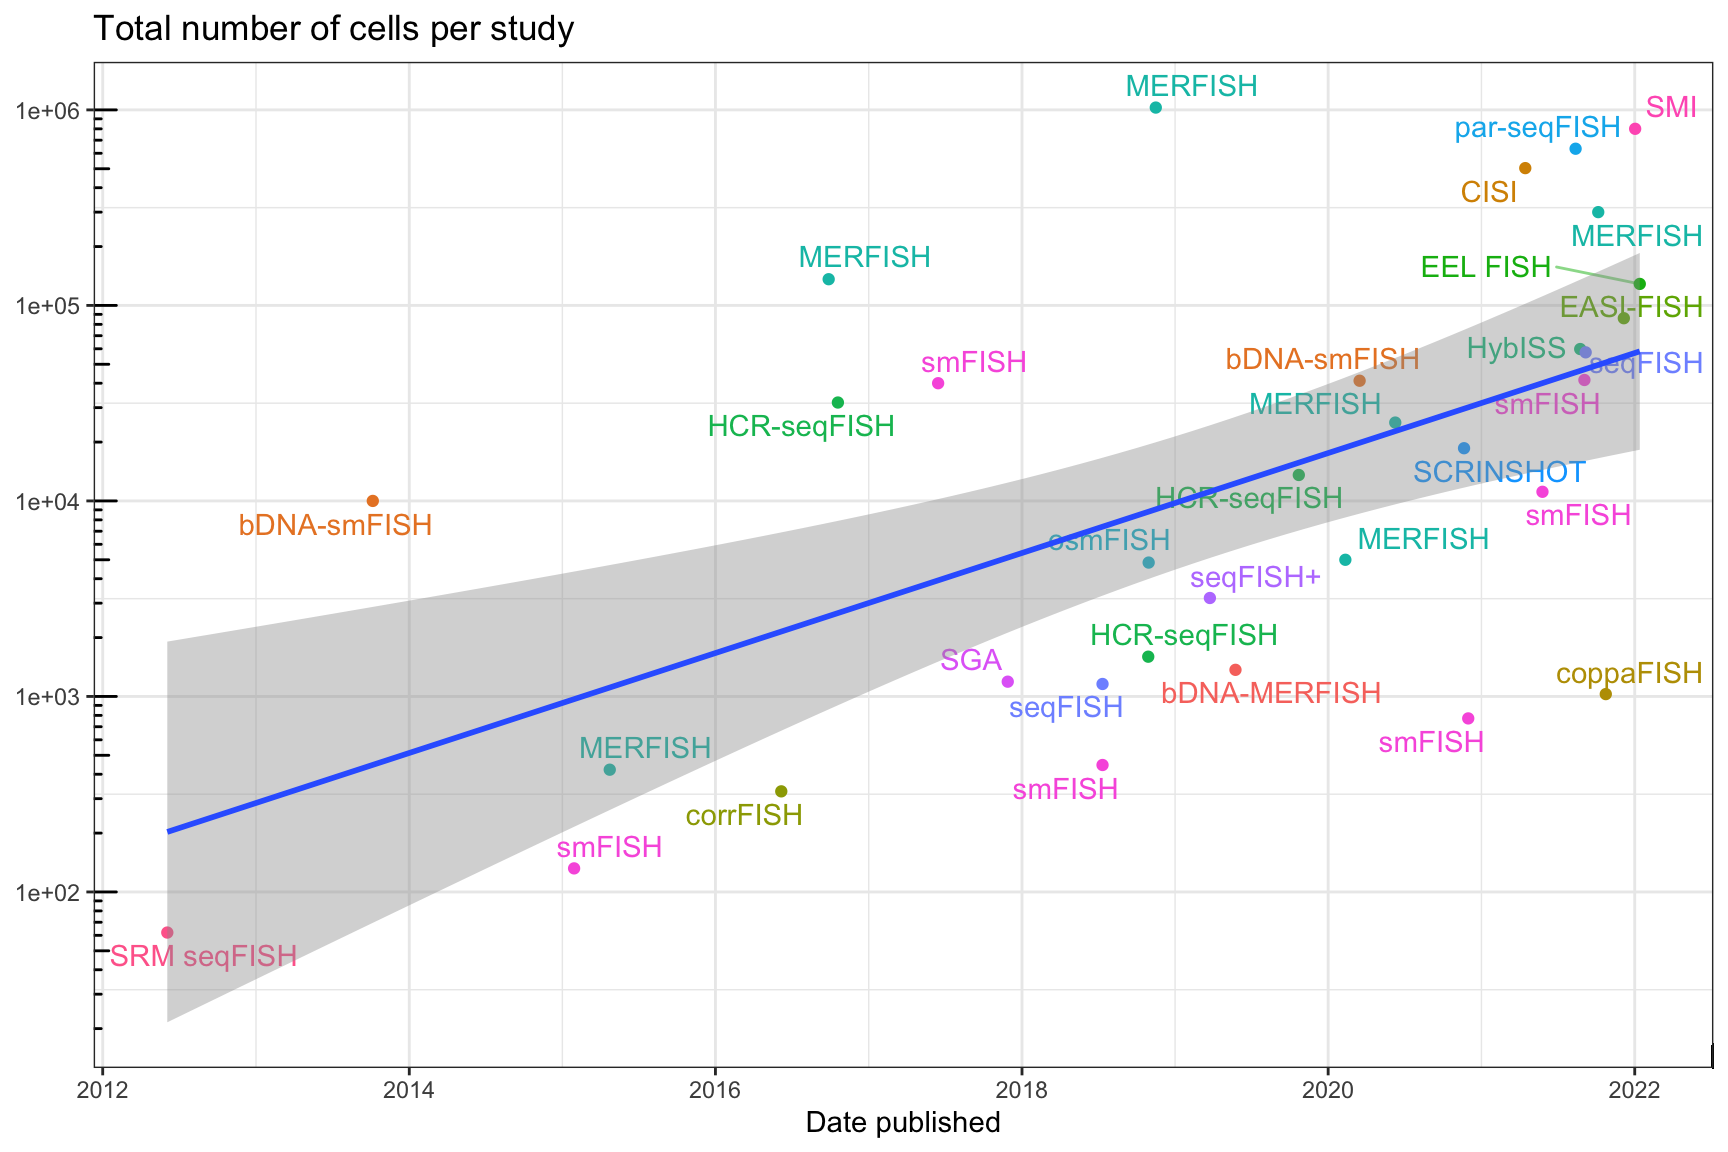 Total number of cells per study
MERFISH
SMI
1e+06
par-seqFISH
CISI
MERFISH
MERFISH
EEL FISH
1e+05
EASI-FISH
HybISS
bDNA-smFISH
smFISH
seqFISH
MERFISH
smFISH
HCR-seqFISH
SCRINSHOT
1e+04
HCR-seqFISH
smFISH
bDNA-smFISH
osmFISH
MERFISH
seqFISH+
HCR-seqFISH
SGA
coppaFISH
1e+03
bDNA-MERFISH
seqFISH
smFISH
MERFISH
smFISH
corrFISH
smFISH
1e+02
SRM seqFISH
2012
2014
2016
2018
2020
2022
Date published